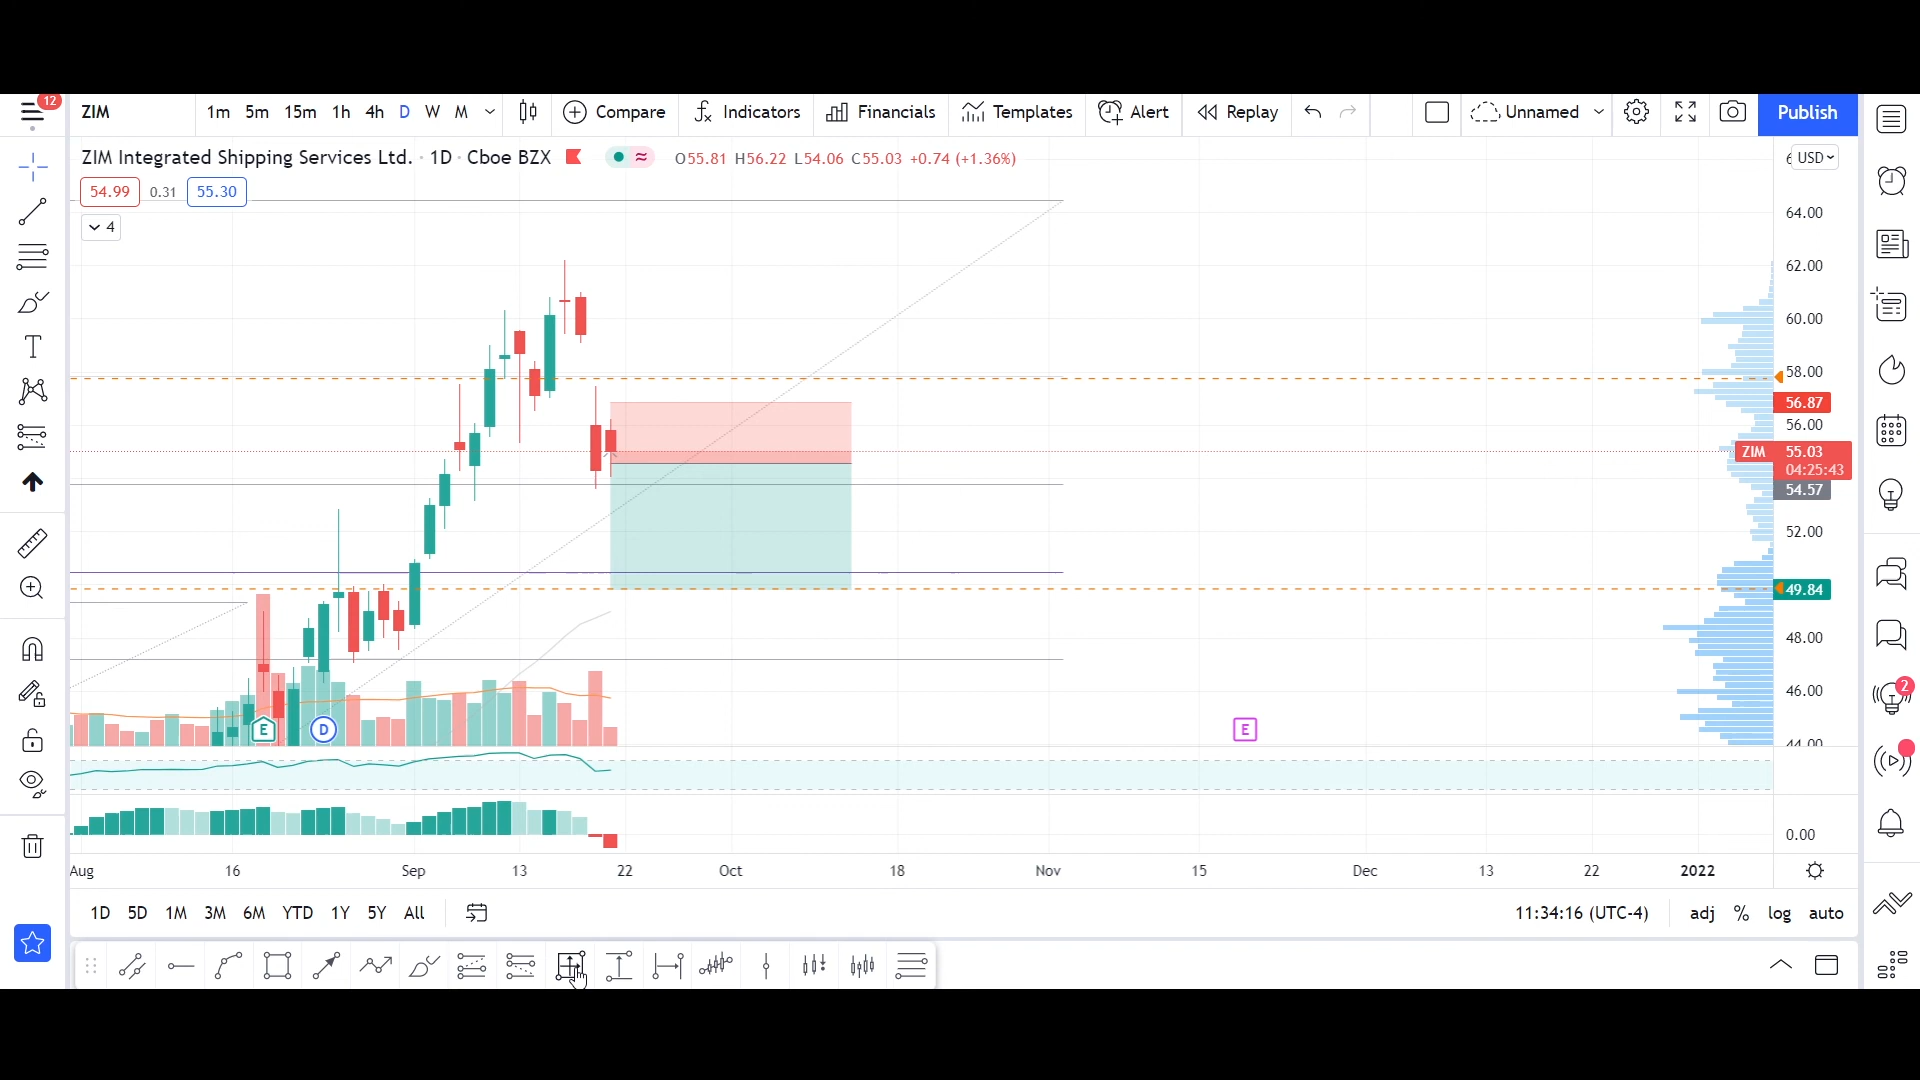 12
ZIM 1m 5m 15m 1h 4h D W M Compare Indicators Financials Templates Alert Replay Unnamed Publish
ZIM Integrated Shipping Services Ltd. · 1D · Cboe BZX O55.81 H56.22 L54.06 C55.03 +0.74 (+1.36%) USD
54.99 0.31 55.30
4
64.00
62.00
60.00
58.00
56.87
56.00
ZIM 55.03
04:25:43
54.57
52.00
49.84
48.00
46.00
2
E D E
44.00
0.00
Aug 16 Sep 13 22 Oct 18 Nov 15 Dec 13 22 2022
1D 5D 1M 3M 6M YTD 1Y 5Y All 11:34:16 (UTC-4) adj % log auto